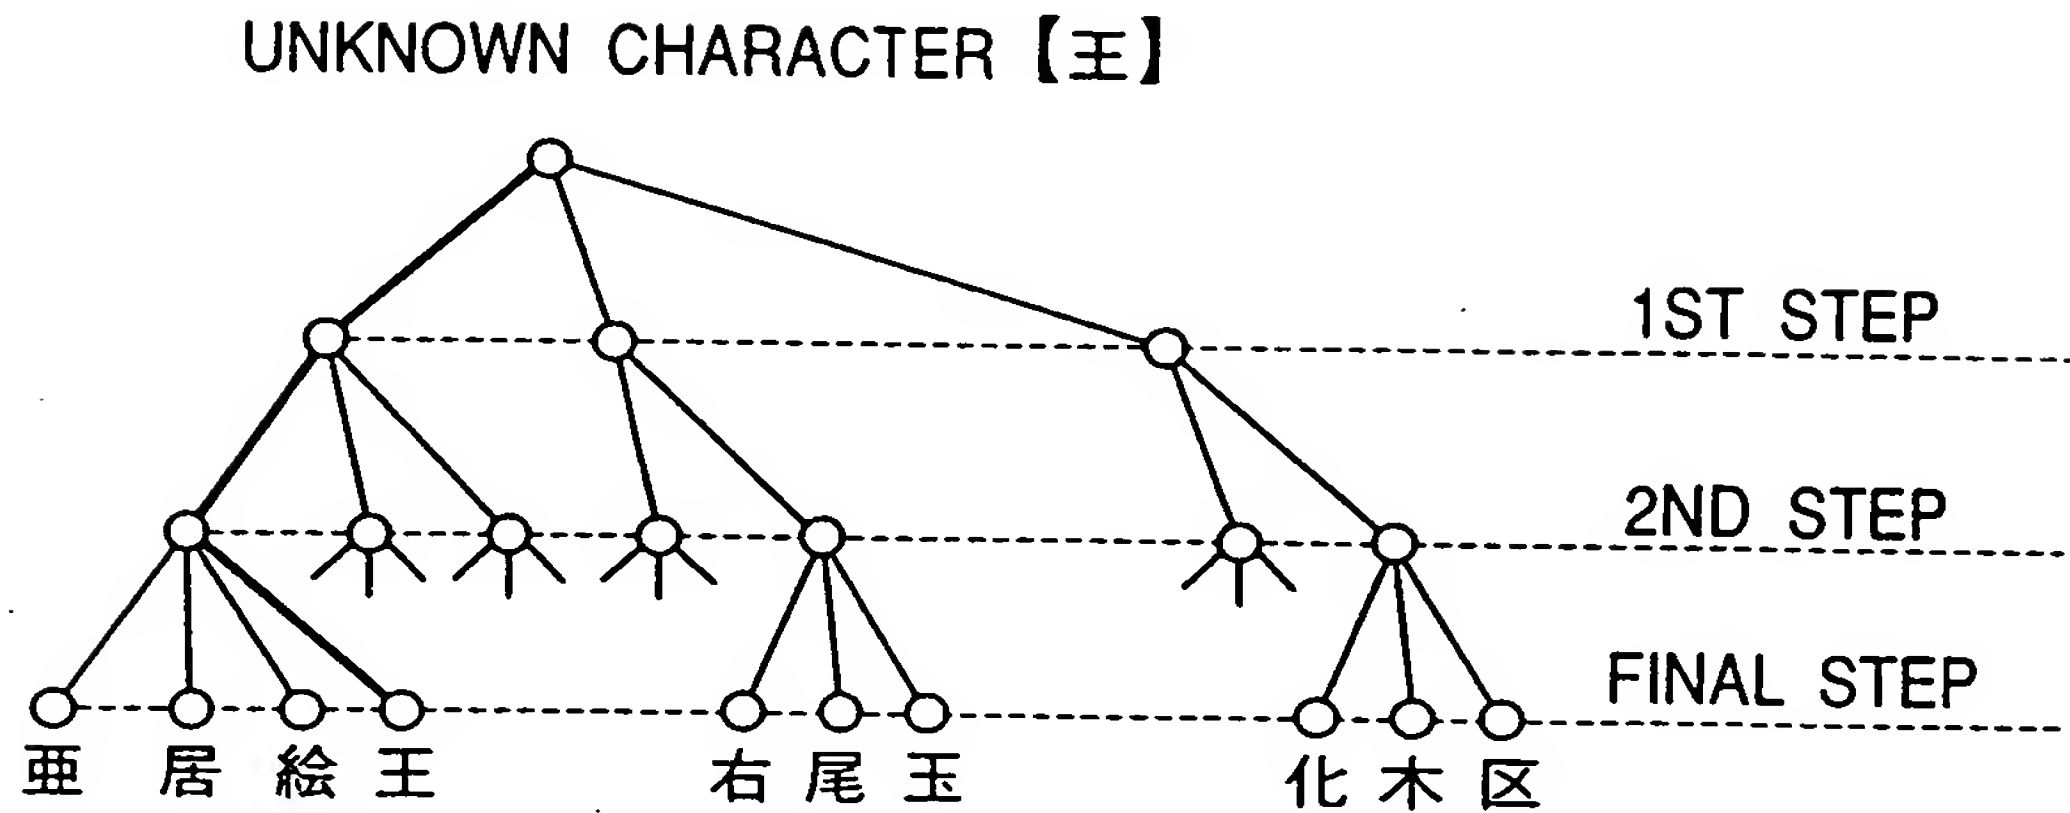 UNKNOWN CHARACTER【王】
1ST STEP
2ND STEP
FINAL STEP
亜 居 絵 王 右 尾 玉 化 木 区